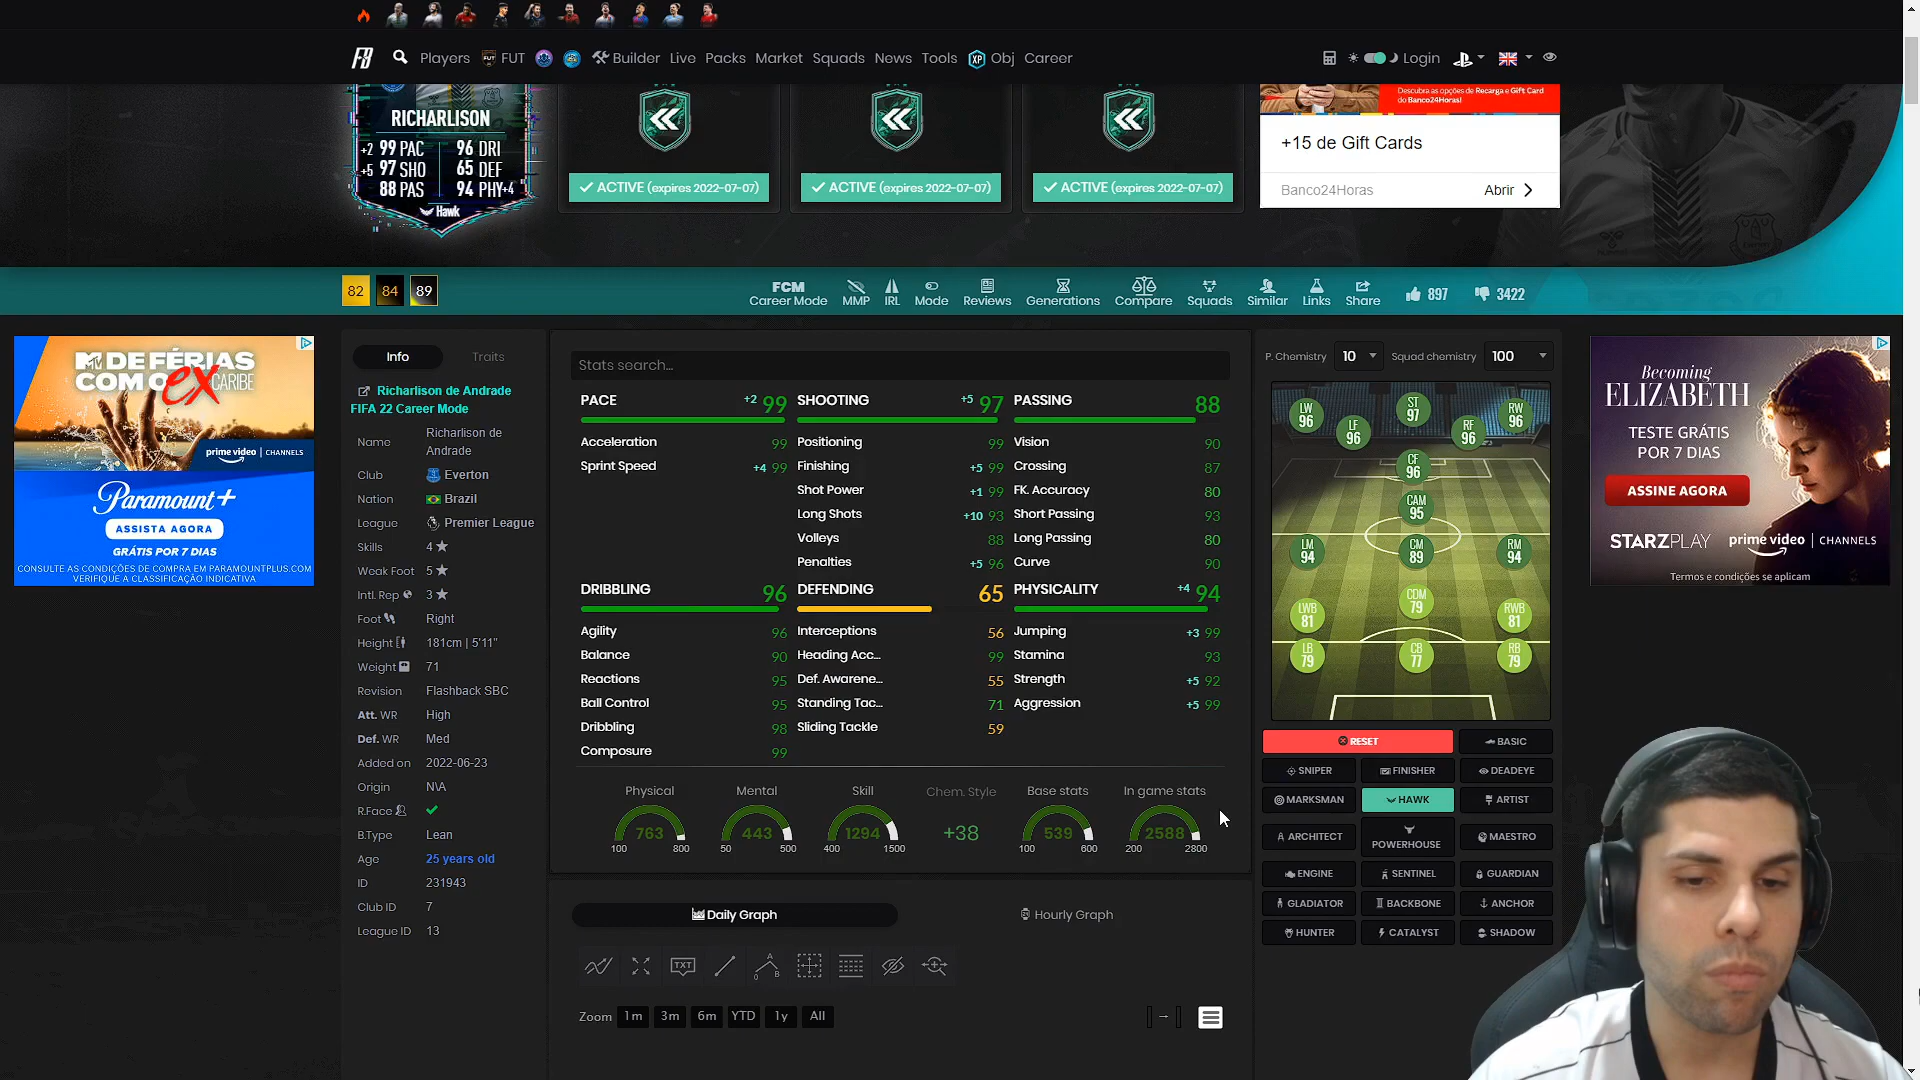 Players FUT Builder Live Packs Market Squads News Tools XP Obj Career Login
RICHARLISON
+2 99 PAC 96 DRI
+5 97 SHO 65 DEF
88 PAS 94 PHY+4
Hawk
ACTIVE (expires 2022-07-07)
ACTIVE (expires 2022-07-07)
ACTIVE (expires 2022-07-07)
Descubra as opções de Recarga e Gift Card
do Banco24Horas!
+15 de Gift Cards
Banco24Horas Abrir
82 84 89
FCM
Career Mode MMP IRL Mode Reviews Generations Compare Squads Similar Links Share 897 3422
MTV DE FÉRIAS
COM O EX CARIBE
prime video | CHANNELS
Paramount+
ASSISTA AGORA
GRÁTIS POR 7 DIAS
CONSULTE AS CONDIÇÕES DE COMPRA EM PARAMOUNTPLUS.COM
VERIFIQUE A CLASSIFICAÇÃO INDICATIVA
Info Traits
Richarlison de Andrade
FIFA 22 Career Mode
Name Richarlison de
Andrade
Club Everton
Nation Brazil
League Premier League
Skills 4
Weak Foot 5
Intl. Rep 3
Foot Right
Height 181cm | 5'11"
Weight 71
Revision Flashback SBC
Att. WR High
Def. WR Med
Added on 2022-06-23
Origin N\A
R.Face
B.Type Lean
Age 25 years old
ID 231943
Club ID 7
League ID 13
Stats search...
PACE +2 99
Acceleration 99
Sprint Speed +4 99
SHOOTING +5 97
Positioning 99
Finishing +5 99
Shot Power +1 99
Long Shots +10 93
Volleys 88
Penalties +5 96
PASSING 88
Vision 90
Crossing 87
FK. Accuracy 80
Short Passing 93
Long Passing 80
Curve 90
DRIBBLING 96
Agility 96
Balance 90
Reactions 95
Ball Control 95
Dribbling 98
Composure 99
DEFENDING 65
Interceptions 56
Heading Acc... 99
Def. Awarene... 55
Standing Tac... 71
Sliding Tackle 59
PHYSICALITY +4 94
Jumping +3 99
Stamina 93
Strength +5 92
Aggression +5 99
Physical Mental Skill Chem. Style Base stats In game stats
763 443 1294 +38 539 2588
100 800 50 500 400 1500 100 600 200 2800
Daily Graph Hourly Graph
TXT A 0 B
Zoom 1m 3m 6m YTD 1y All
→
P. Chemistry 10 Squad chemistry 100
LW
96
ST
97
RW
96
LF
96
RF
96
CF
96
CAM
95
LM
94
CM
89
RM
94
CDM
79
LWB
81
RWB
81
LB
79
CB
77
RB
79
RESET BASIC
SNIPER FINISHER DEADEYE
MARKSMAN HAWK ARTIST
ARCHITECT POWERHOUSE MAESTRO
ENGINE SENTINEL GUARDIAN
GLADIATOR BACKBONE ANCHOR
HUNTER CATALYST SHADOW
Becoming
ELIZABETH
TESTE GRÁTIS
POR 7 DIAS
ASSINE AGORA
STARZPLAY prime video | CHANNELS
Termos e condições se aplicam